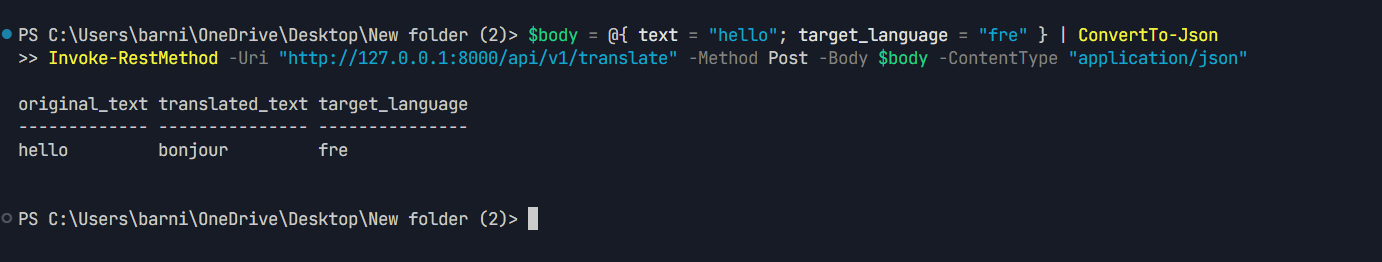 PS C:\Users\barni\OneDrive\Desktop\New folder (2)> $body = @{ text = "hello"; target_language = "fre" } | ConvertTo-Json
>> Invoke-RestMethod -Uri "http://127.0.0.1:8000/api/v1/translate" -Method Post -Body $body -ContentType "application/json"
original_text translated_text target_language
------------- --------------- ---------------
hello         bonjour         fre
PS C:\Users\barni\OneDrive\Desktop\New folder (2)>